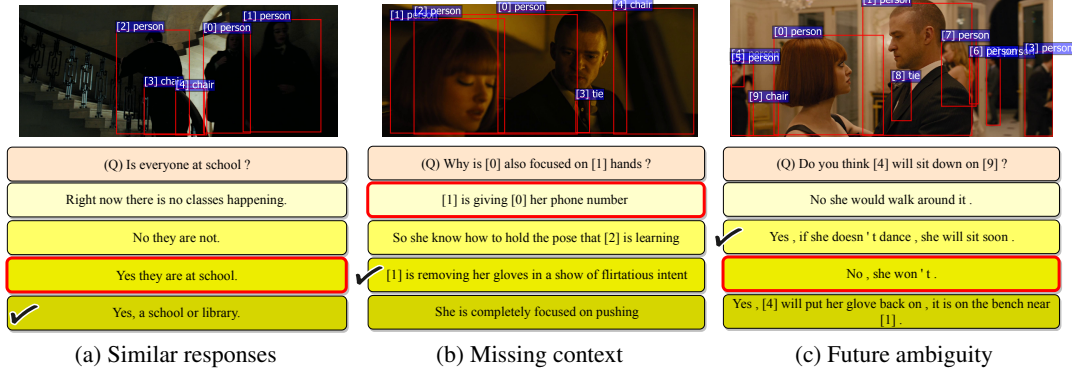 [2] person
[0] person
[1] person
[3] chair
[4] chair
(Q) Is everyone at school ?
Right now there is no classes happening.
No they are not.
Yes they are at school.
Yes, a school or library.
(a) Similar responses
[1] person
[2] person
[0] person
[4] chair
[3] tie
(Q) Why is [0] also focused on [1] hands ?
[1] is giving [0] her phone number
So she know how to hold the pose that [2] is learning
[1] is removing her gloves in a show of flirtatious intent
She is completely focused on pushing
(b) Missing context
[1] person
[0] person
[7] person
[6] person
[3] person
[5] person
[8] tie
[9] chair
(Q) Do you think [4] will sit down on [9] ?
No she would walk around it .
Yes , if she doesn ' t dance , she will sit soon .
No , she won ' t .
Yes , [4] will put her glove back on , it is on the bench near
[1] .
(c) Future ambiguity